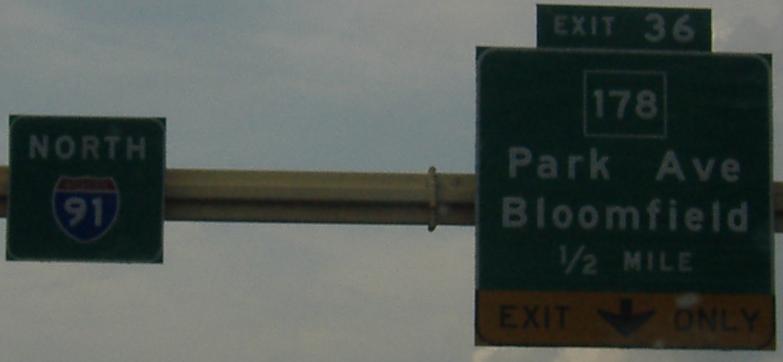 NORTH
91
EXIT 36
178
Park Ave
Bloomfield
1/2 MILE
EXIT ONLY